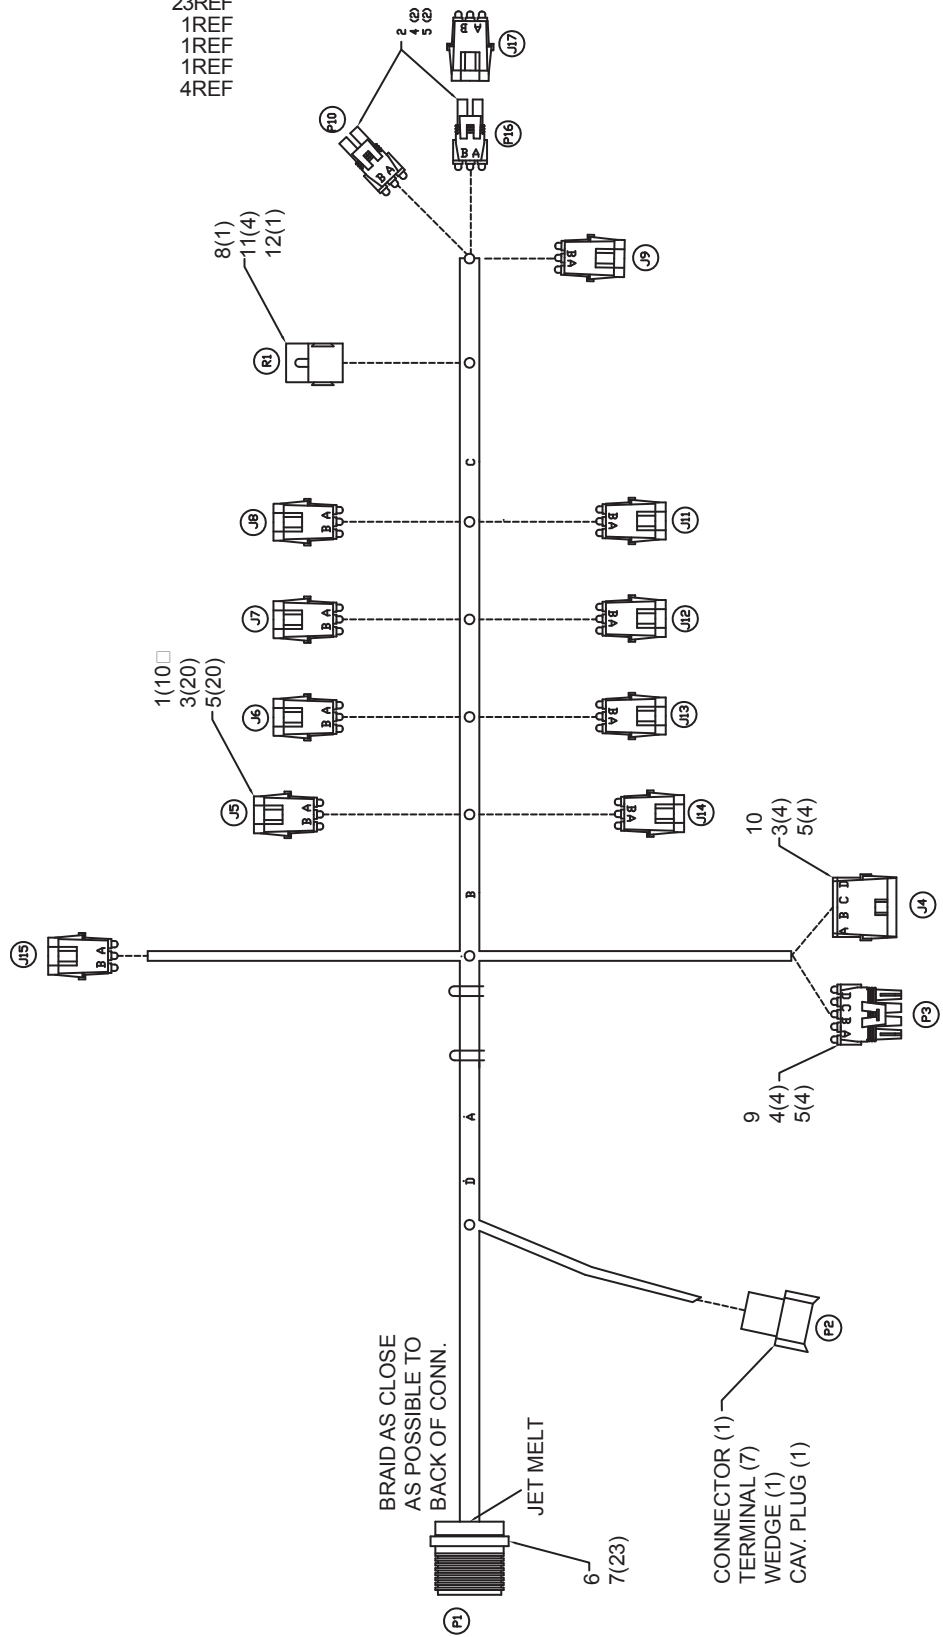 23REF
1REF
1REF
1REF
4REF
2
4 (2)
5 (2)
J17
B A
P10
B A
P16
B A
8(1)
11(4)
12(1)
R1
J9
B A
C
J8
B A
J11
B A
J7
B A
J12
B A
1(10□
3(20)
5(20)
J6
B A
J13
B A
J5
B A
J14
B A
B
10
3(4)
5(4)
J15
B A
A B C D
J4
D C B A
P3
9
4(4)
5(4)
A
D
BRAID AS CLOSE
AS POSSIBLE TO
BACK OF CONN.
JET MELT
P2
CONNECTOR (1)
TERMINAL (7)
WEDGE (1)
CAV. PLUG (1)
6
7(23)
P1